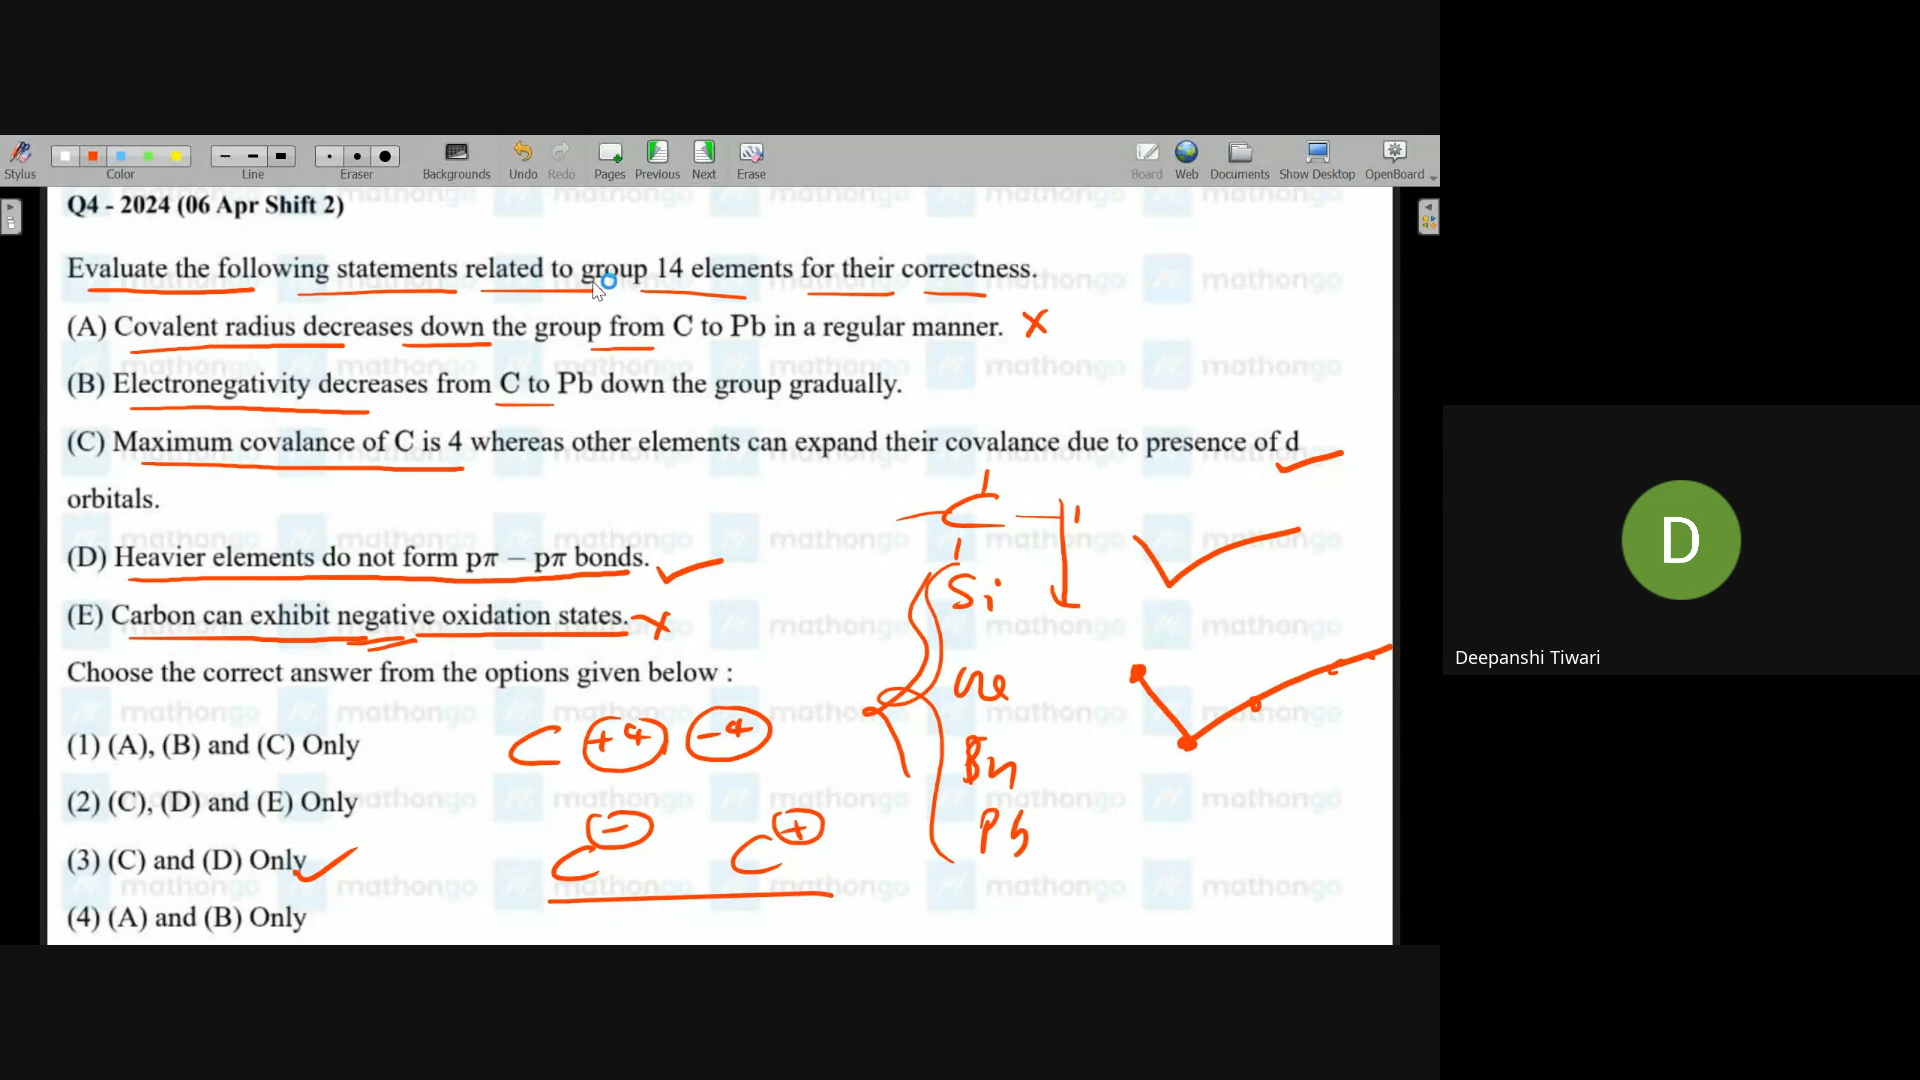 Stylus
Color
Line
Eraser
Backgrounds
Undo
Redo
Pages
Previous
Next
Erase
Board
Web
Documents
Show Desktop
OpenBoard
Q4 - 2024 (06 Apr Shift 2)
Evaluate the following statements related to group 14 elements for their correctness.
(A) Covalent radius decreases down the group from C to Pb in a regular manner. X
(B) Electronegativity decreases from C to Pb down the group gradually.
(C) Maximum covalance of C is 4 whereas other elements can expand their covalance due to presence of d
orbitals.
(D) Heavier elements do not form pπ − pπ bonds.
(E) Carbon can exhibit negative oxidation states. X
Choose the correct answer from the options given below :
(1) (A), (B) and (C) Only
(2) (C), (D) and (E) Only
(3) (C) and (D) Only
(4) (A) and (B) Only
C +4 -4
C - C +
C
Si
Ge
Pb
D
Deepanshi Tiwari
mathongo